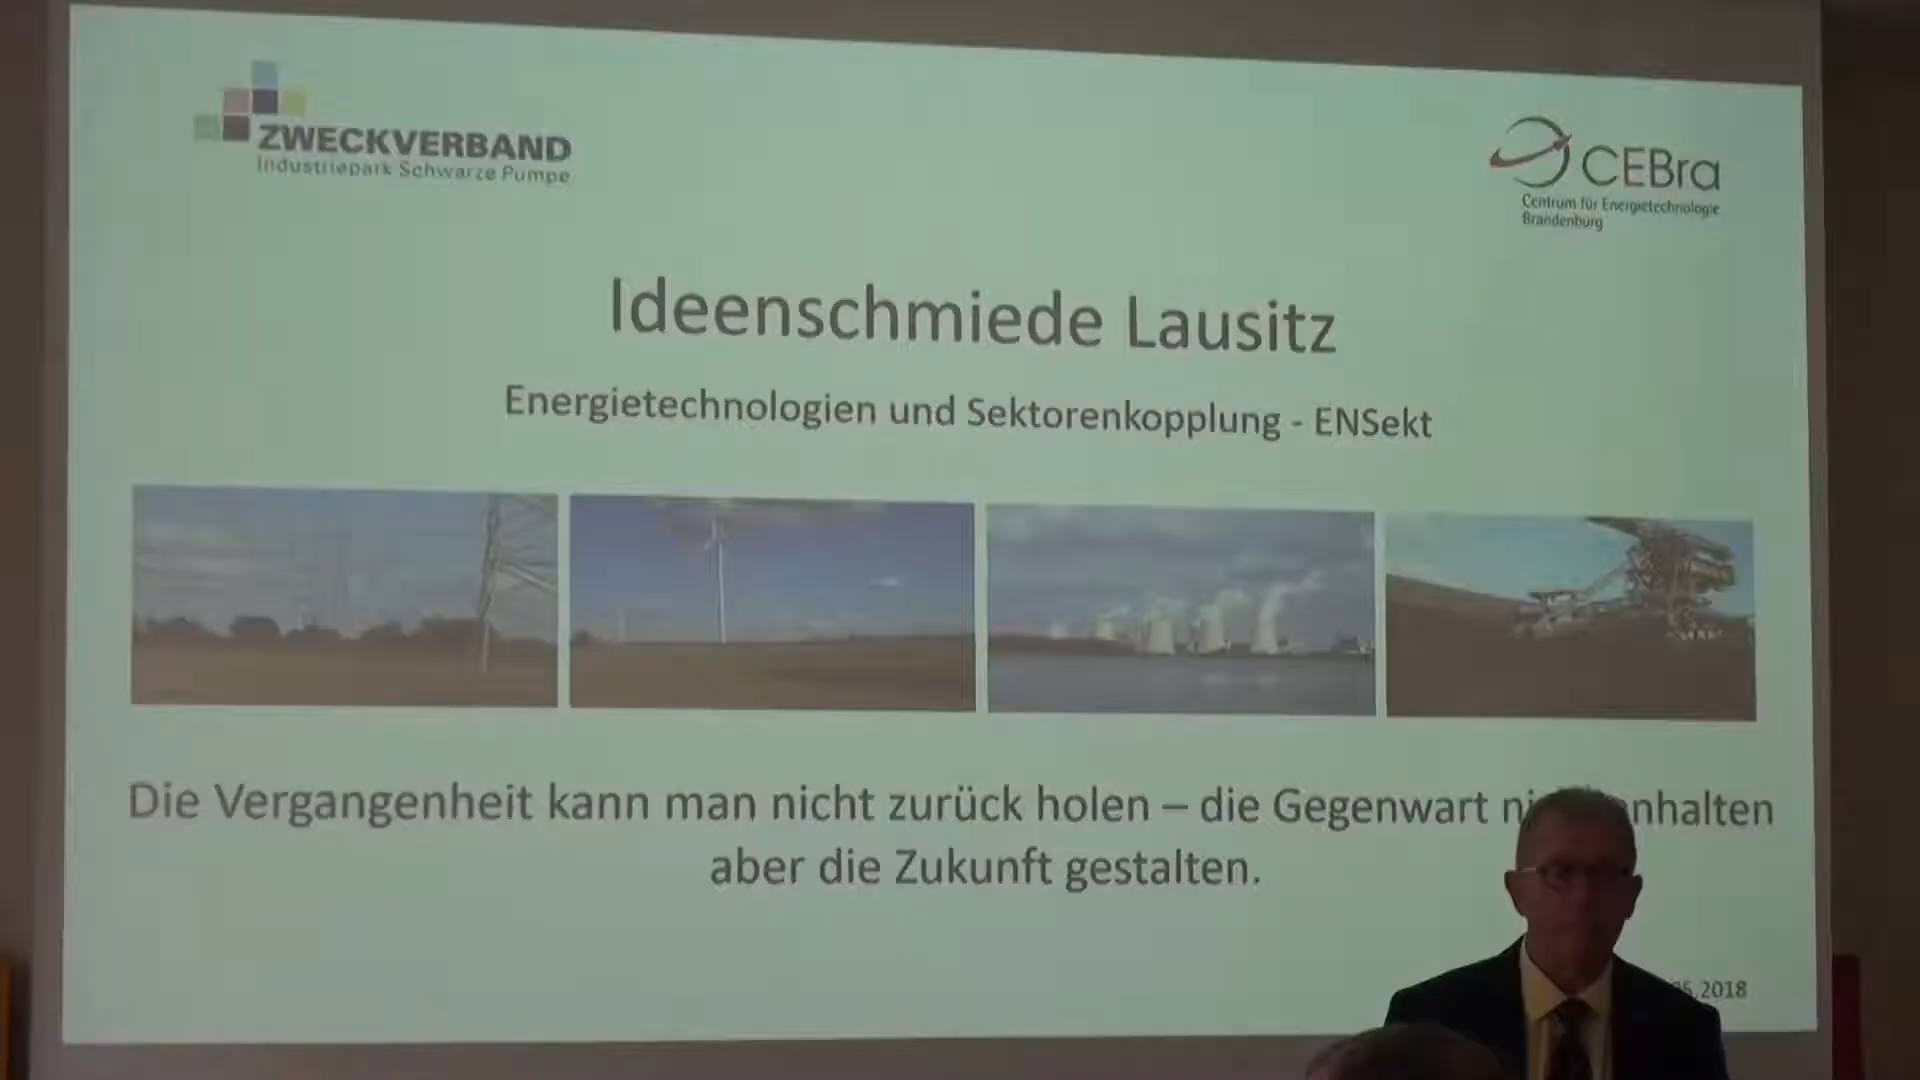 ZWECKVERBAND
Industriepark Schwarze Pumpe
CEBra
Centrum für Energietechnologie
Brandenburg
Ideenschmiede Lausitz
Energietechnologien und Sektorenkopplung - ENSekt
Die Vergangenheit kann man nicht zurück holen – die Gegenwart
aber die Zukunft gestalten.
2018